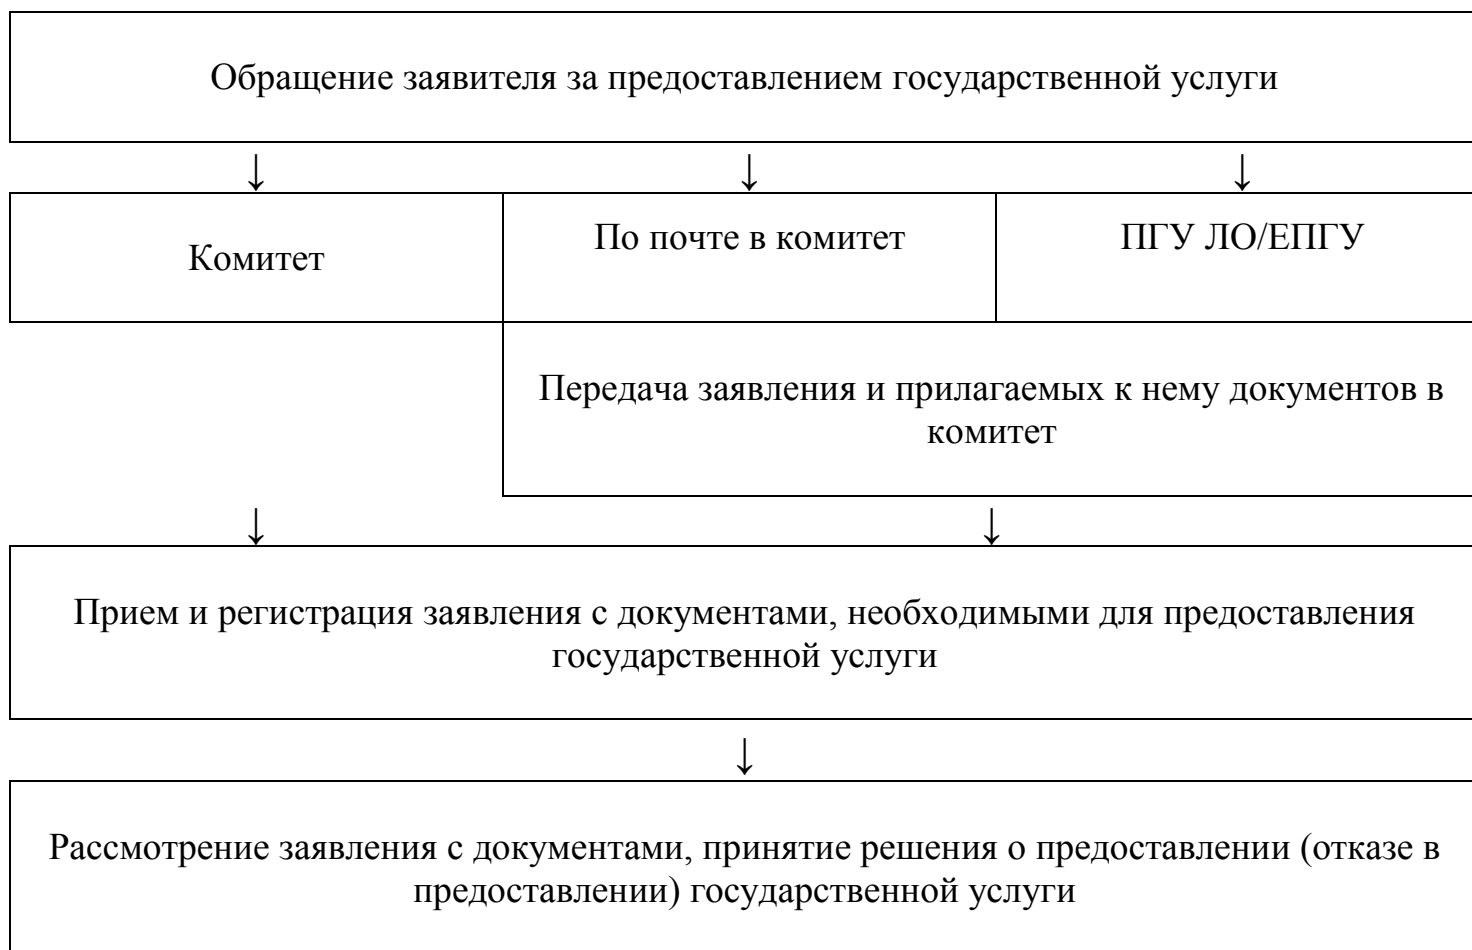 Обращение заявителя за предоставлением государственной услуги
↓ ↓ ↓
Комитет
По почте в комитет
ПГУ ЛО/ЕПГУ
Передача заявления и прилагаемых к нему документов в
комитет
↓ ↓
Прием и регистрация заявления с документами, необходимыми для предоставления
государственной услуги
↓
Рассмотрение заявления с документами, принятие решения о предоставлении (отказе в
предоставлении) государственной услуги